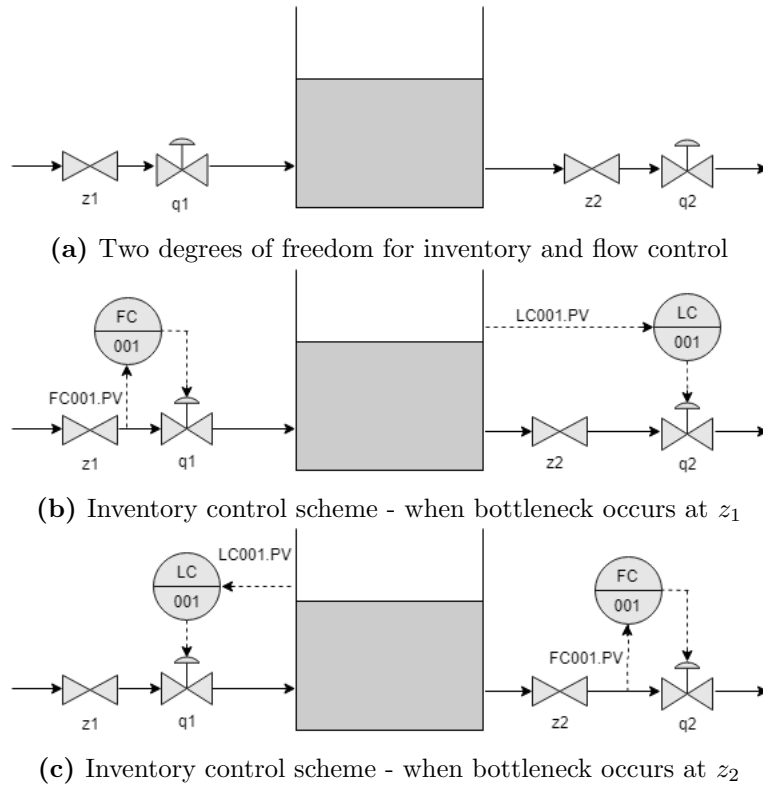 z1
q1
z2
q2
(a) Two degrees of freedom for inventory and flow control
FC
001
FC001.PV
z1
q1
LC001.PV
LC
001
z2
q2
(b) Inventory control scheme - when bottleneck occurs at z1
LC
001
LC001.PV
z1
q1
FC
001
FC001.PV
z2
q2
(c) Inventory control scheme - when bottleneck occurs at z2